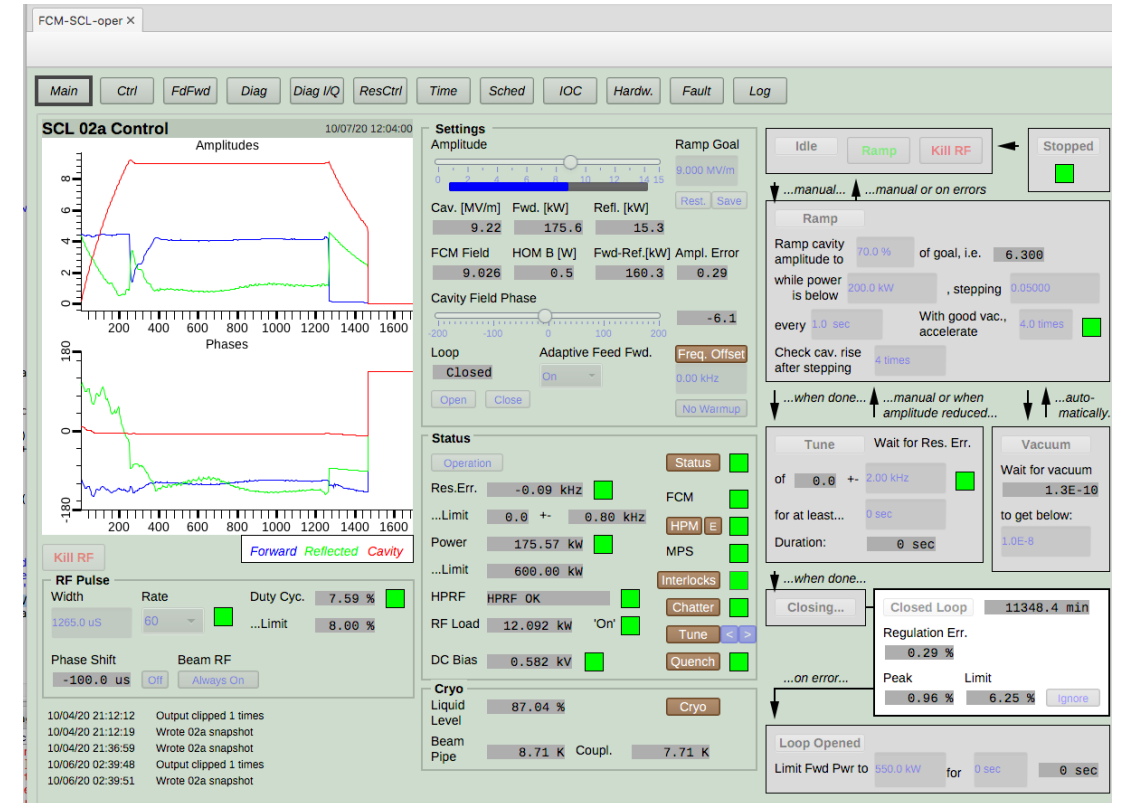 FCM-SCL-oper ×
Main Ctrl FdFwd Diag Diag I/Q ResCtrl Time Sched IOC Hardw. Fault Log
SCL 02a Control 10/07/20 12:04:00
Amplitudes
8
6
4
2
0
200 400 600 800 1000 1200 1400 1600
Phases
180
0
-180
200 400 600 800 1000 1200 1400 1600
Kill RF
Forward Reflected Cavity
RF Pulse
Width Rate Duty Cyc. 7.59 %
1265.0 uS 60 ...Limit 8.00 %
Phase Shift Beam RF
-100.0 us Off Always On
10/04/20 21:12:12 Output clipped 1 times
10/04/20 21:12:19 Wrote 02a snapshot
10/04/20 21:36:59 Wrote 02a snapshot
10/06/20 02:39:48 Output clipped 1 times
10/06/20 02:39:51 Wrote 02a snapshot
Settings
Amplitude Ramp Goal
0 2 4 6 8 10 12 14 15
9.000 MV/m
Rest. Save
Cav. [MV/m] Fwd. [kW] Refl. [kW]
9.22 175.6 15.3
FCM Field HOM B [W] Fwd-Ref.[kW] Ampl. Error
9.026 0.5 160.3 0.29
Cavity Field Phase
-6.1
-200 -100 0 100 200
Loop Adaptive Feed Fwd. Freq. Offset
Closed On 0.00 kHz
Open Close No Warmup
Status
Operation Status
Res.Err. -0.09 kHz FCM
...Limit 0.0 +- 0.80 kHz HPM E
Power 175.57 kW MPS
...Limit 600.00 kW Interlocks
HPRF HPRF OK Chatter
RF Load 12.092 kW 'On' Tune < >
DC Bias 0.582 kV Quench
Cryo
Liquid Level 87.04 % Cryo
Beam Pipe 8.71 K Coupl. 7.71 K
Idle Ramp Kill RF Stopped
...manual... ...manual or on errors
Ramp
Ramp cavity
amplitude to 70.0 % of goal, i.e. 6.300
while power
is below 200.0 kW , stepping 0.05000
every 1.0 sec With good vac.,
accelerate 4.0 times
Check cav. rise
after stepping 4 times
...when done... ...manual or when
amplitude reduced...
...auto-
matically.
Tune Wait for Res. Err.
of 0.0 +- 2.00 kHz
for at least... 0 sec
Duration: 0 sec
Vacuum
Wait for vacuum
1.3E-10
to get below:
1.0E-8
...when done...
Closing... Closed Loop 11348.4 min
Regulation Err.
0.29 %
Peak Limit
0.96 % 6.25 % Ignore
...on error...
Loop Opened
Limit Fwd Pwr to 550.0 kW for 0 sec 0 sec